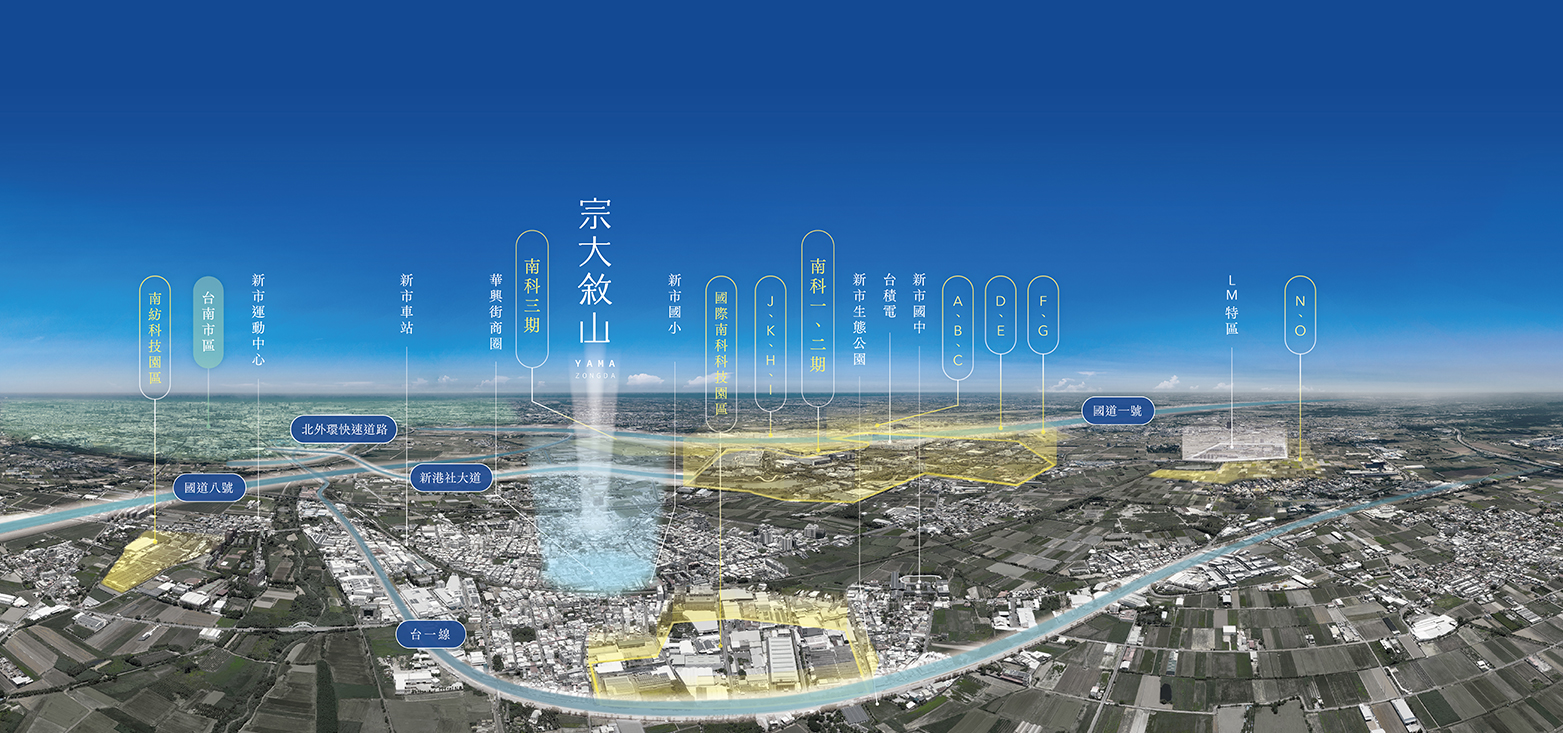 南紡科技園區
台南市區
新市運動中心
新市車站
華興街商圈
南科三期
宗大敘山
YAMA
ZONGDA
新市國小
國際南科科技園區
J、K、H、I
南科一、二期
新市生態公園
台積電
新市國中
A、B、C
D、E
F、G
LM特區
N、O
國道一號
北外環快速道路
新港社大道
國道八號
台一線